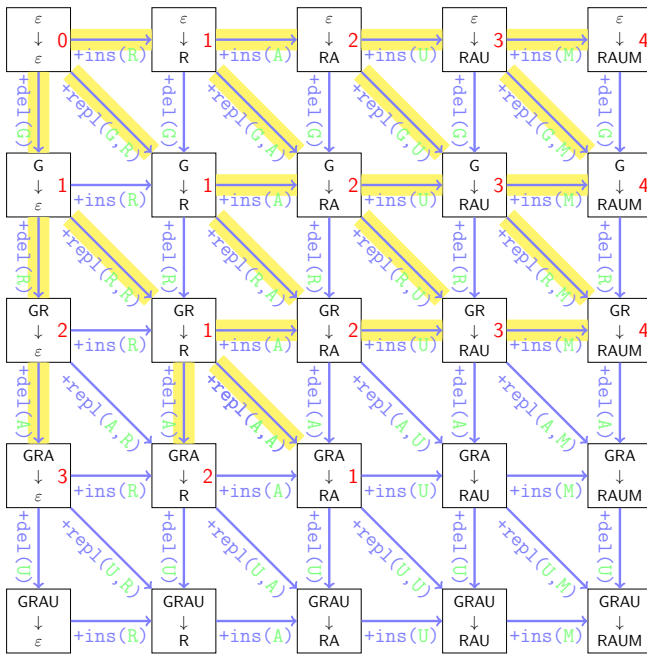 ε ε ε ε ε
↓ 0 ↓ 1 ↓ 2 ↓ 3 ↓ 4
ε +ins(R) R +ins(A) RA +ins(U) RAU +ins(M) RAUM
+del(G) +repl(G,R) +del(G) +repl(G,A) +del(G) +repl(G,U) +del(G) +repl(G,M) +del(G)
G G G G G
↓ 1 ↓ 1 ↓ 2 ↓ 3 ↓ 4
ε +ins(R) R +ins(A) RA +ins(U) RAU +ins(M) RAUM
+del(R) +repl(R,R) +del(R) +repl(R,A) +del(R) +repl(R,U) +del(R) +repl(R,M) +del(R)
GR GR GR GR GR
↓ 2 ↓ 1 ↓ 2 ↓ 3 ↓ 4
ε +ins(R) R +ins(A) RA +ins(U) RAU +ins(M) RAUM
+del(A) +repl(A,R) +del(A) +repl(A,A) +del(A) +repl(A,U) +del(A) +repl(A,M) +del(A)
GRA GRA GRA GRA GRA
↓ 3 ↓ 2 ↓ 1 ↓ ↓
ε +ins(R) R +ins(A) RA +ins(U) RAU +ins(M) RAUM
+del(U) +repl(U,R) +del(U) +repl(U,A) +del(U) +repl(U,U) +del(U) +repl(U,M) +del(U)
GRAU GRAU GRAU GRAU GRAU
↓ ↓ ↓ ↓ ↓
ε +ins(R) R +ins(A) RA +ins(U) RAU +ins(M) RAUM